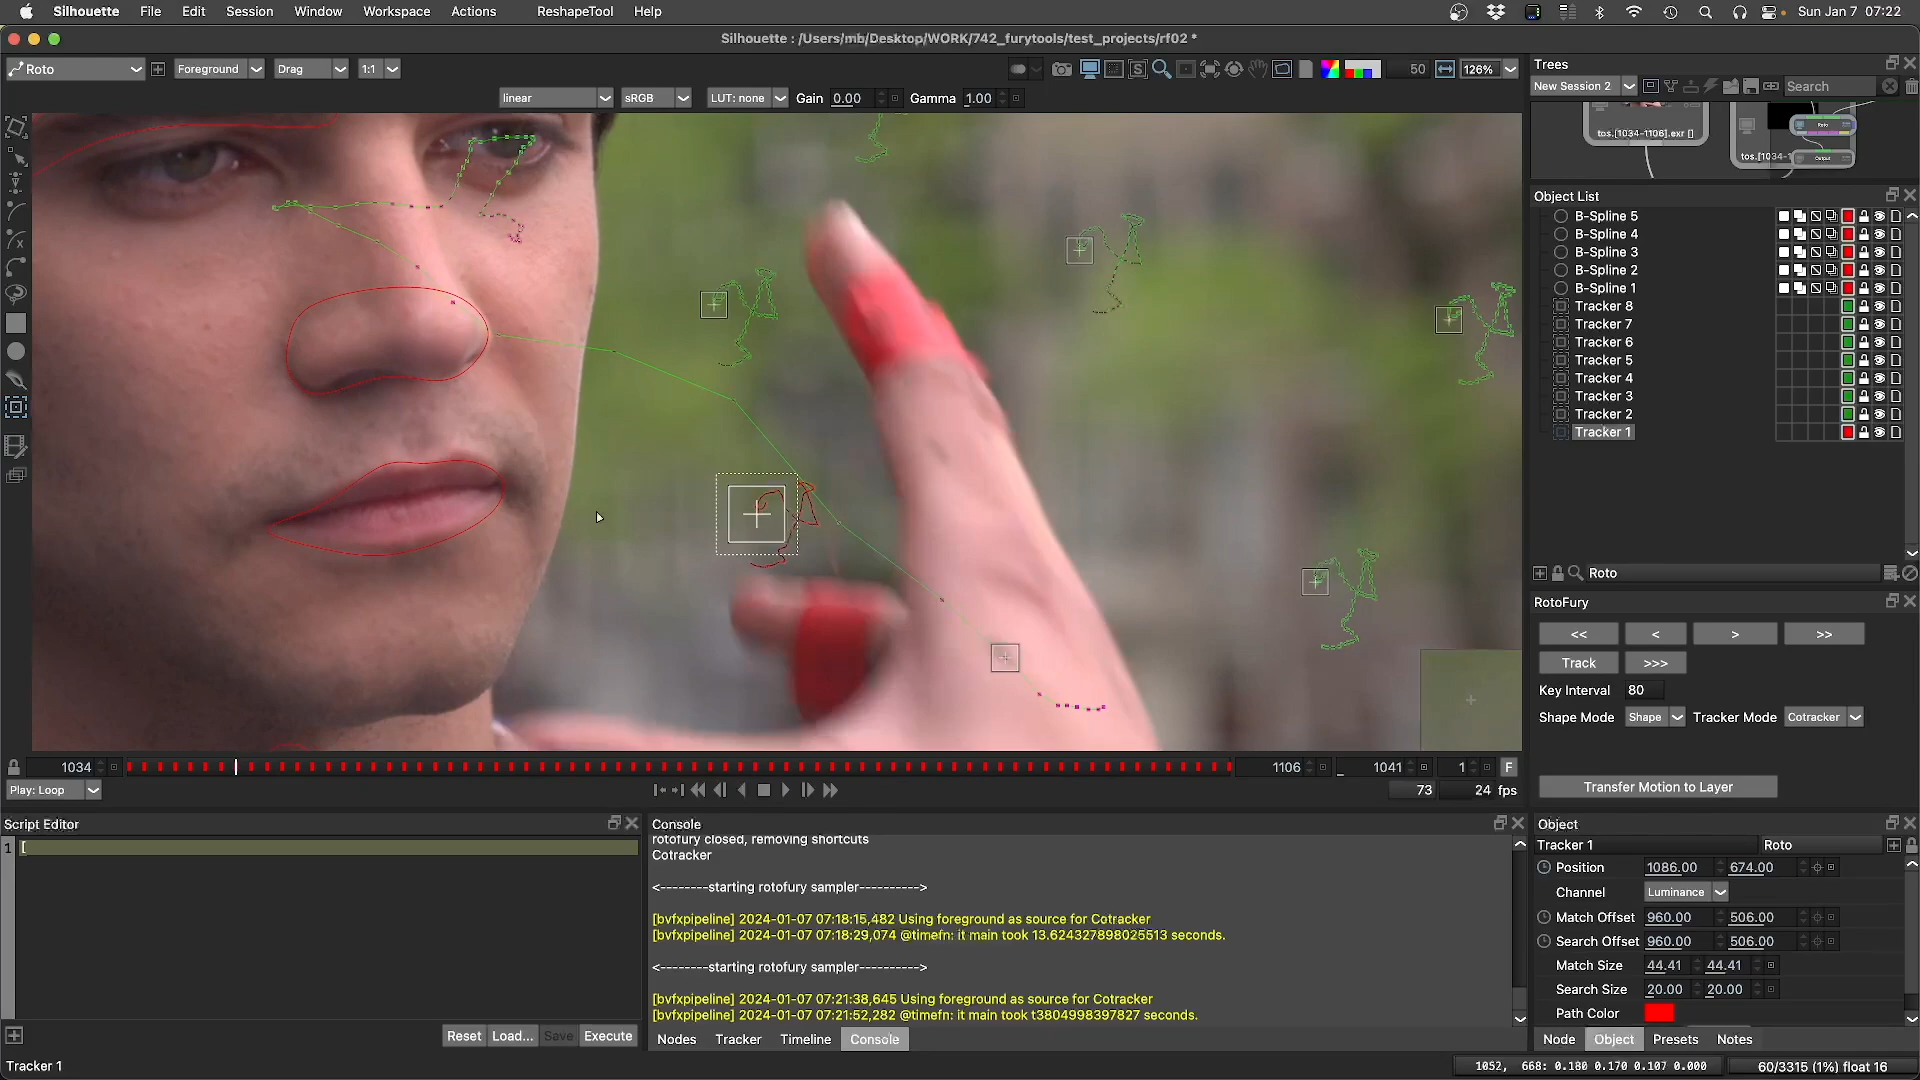 Silhouette File Edit Session Window Workspace Actions ReshapeTool Help Sun Jan 7 07:22
Silhouette : /Users/mb/Desktop/WORK/742_furytools/test_projects/rf02 *
Roto Foreground Drag 1:1 50 126%
linear sRGB LUT: none Gain 0.00 Gamma 1.00
Trees
New Session 2 Search
tos.[1034-1106].exr []
Roto
tos.[1034-1
Output
Object List
B-Spline 5
B-Spline 4
B-Spline 3
B-Spline 2
B-Spline 1
Tracker 8
Tracker 7
Tracker 6
Tracker 5
Tracker 4
Tracker 3
Tracker 2
Tracker 1
Roto
RotoFury
<< < > >>
Track >>>
Key Interval 80
Shape Mode Shape Tracker Mode Cotracker
Transfer Motion to Layer
1034 1106 1041 1 F
Play: Loop 73 24 fps
Script Editor
1 [
Reset Load... Save Execute
Console
rotofury closed, removing shortcuts
Cotracker
<--------starting rotofury sampler---------->
[bvfxpipeline] 2024-01-07 07:18:15,482 Using foreground as source for Cotracker
[bvfxpipeline] 2024-01-07 07:18:29,074 @timefn: it main took 13.624327898025513 seconds.
<--------starting rotofury sampler---------->
[bvfxpipeline] 2024-01-07 07:21:38,645 Using foreground as source for Cotracker
[bvfxpipeline] 2024-01-07 07:21:52,282 @timefn: it main took t3804998397827 seconds.
Nodes Tracker Timeline Console
Object
Tracker 1 Roto
Position 1086.00 674.00
Channel Luminance
Match Offset 960.00 506.00
Search Offset 960.00 506.00
Match Size 44.41 44.41
Search Size 20.00 20.00
Path Color
Node Object Presets Notes
Tracker 1
1052, 668: 0.180 0.170 0.107 0.000 60/3315 (1%) float 16